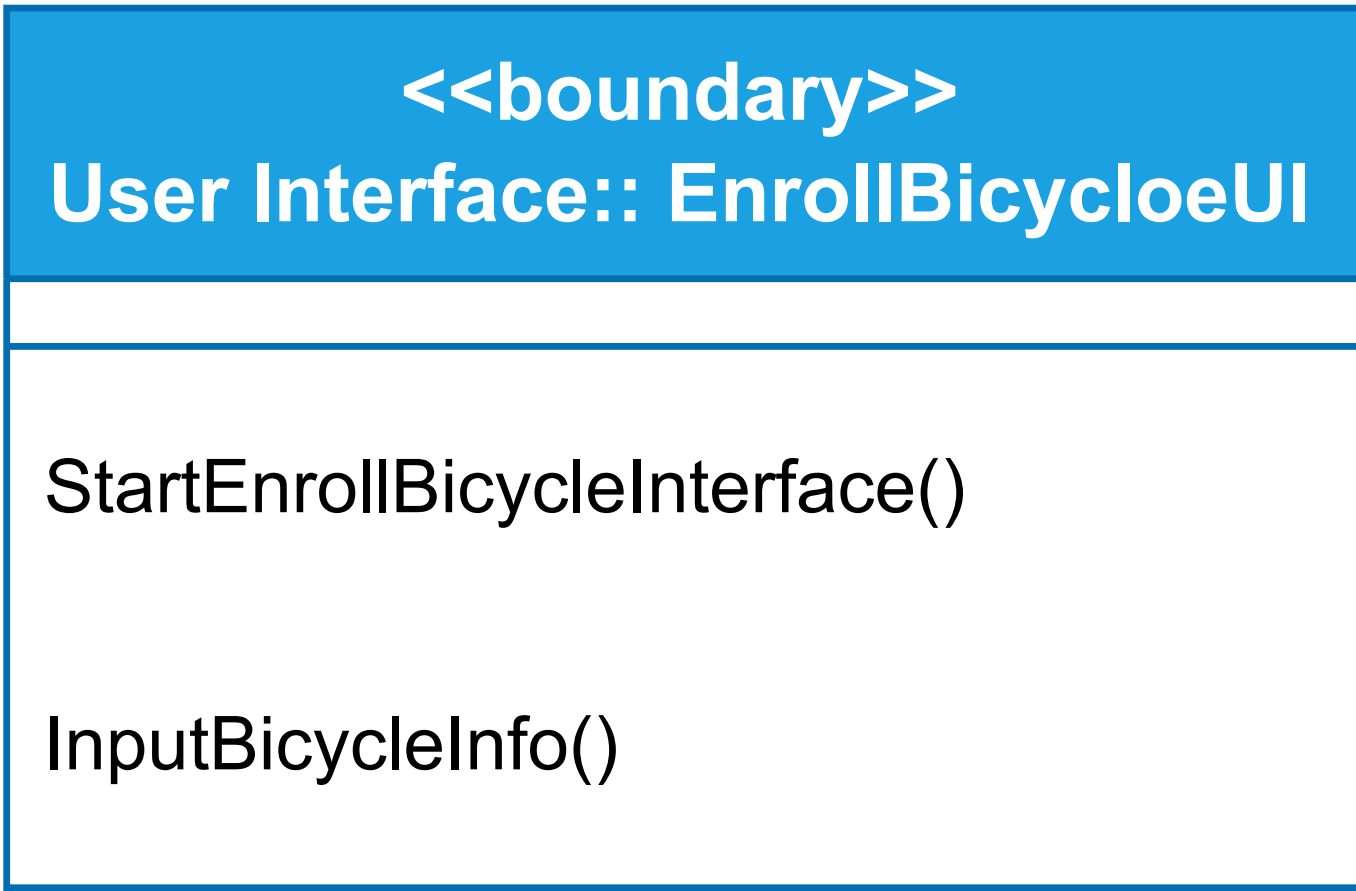 <<boundary>>
User Interface:: EnrollBicycloeUI
StartEnrollBicycleInterface()
InputBicycleInfo()